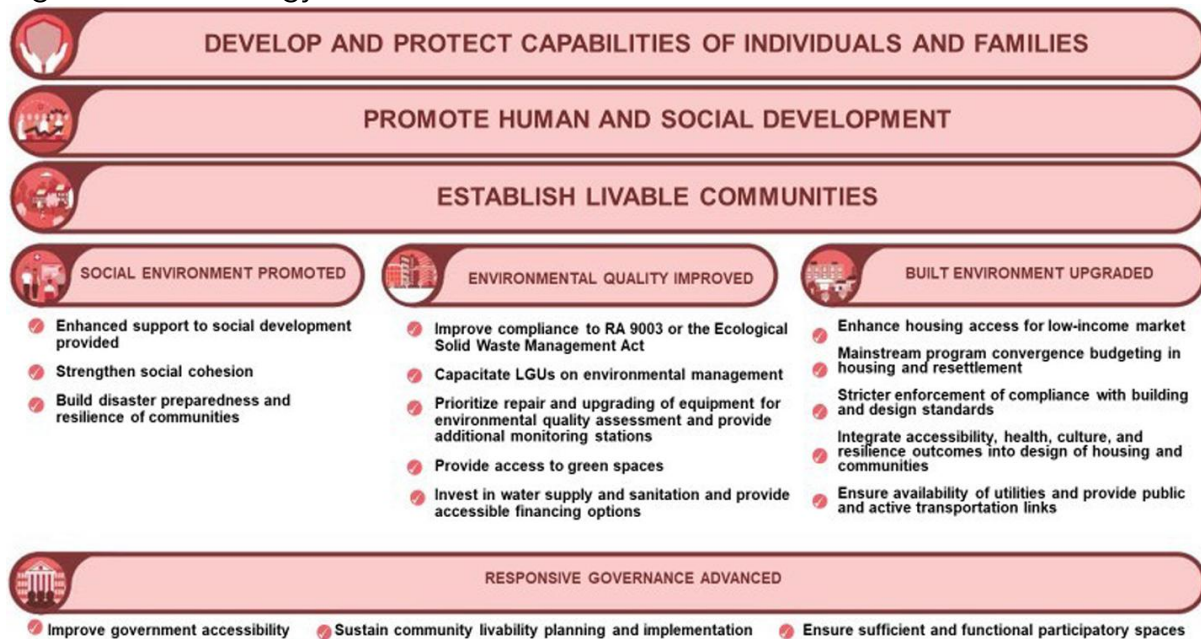 DEVELOP AND PROTECT CAPABILITIES OF INDIVIDUALS AND FAMILIES
PROMOTE HUMAN AND SOCIAL DEVELOPMENT
ESTABLISH LIVABLE COMMUNITIES
SOCIAL ENVIRONMENT PROMOTED
Enhanced support to social development
provided
Strengthen social cohesion
Build disaster preparedness and
resilience of communities
ENVIRONMENTAL QUALITY IMPROVED
Improve compliance to RA 9003 or the Ecological
Solid Waste Management Act
Capacitate LGUs on environmental management
Prioritize repair and upgrading of equipment for
environmental quality assessment and provide
additional monitoring stations
Provide access to green spaces
Invest in water supply and sanitation and provide
accessible financing options
BUILT ENVIRONMENT UPGRADED
Enhance housing access for low-income market
Mainstream program convergence budgeting in
housing and resettlement
Stricter enforcement of compliance with building
and design standards
Integrate accessibility, health, culture, and
resilience outcomes into design of housing and
communities
Ensure availability of utilities and provide public
and active transportation links
RESPONSIVE GOVERNANCE ADVANCED
Improve government accessibility
Sustain community livability planning and implementation
Ensure sufficient and functional participatory spaces